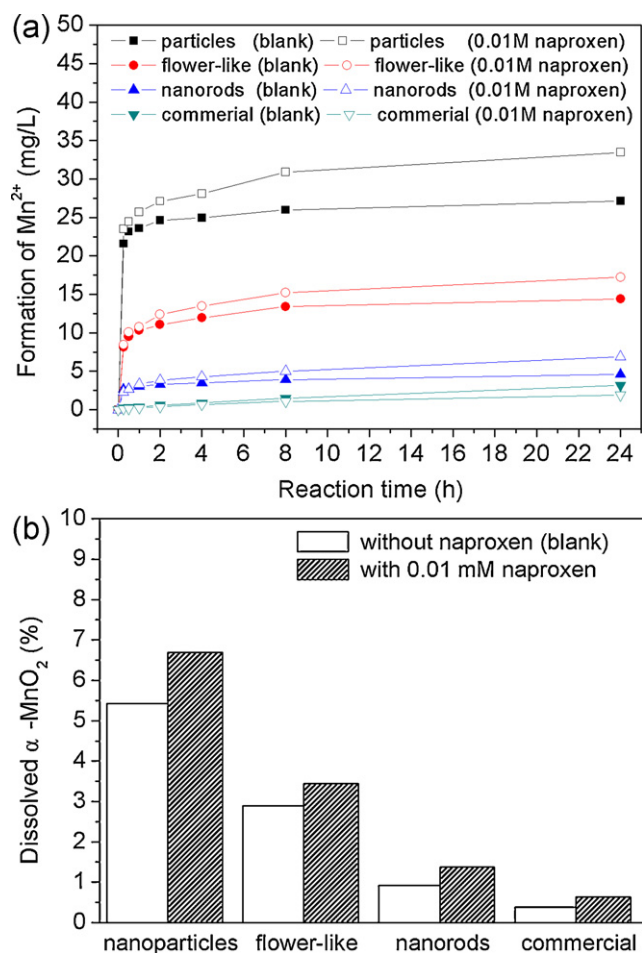 (a)
particles (blank) particles (0.01M naproxen)
flower-like (blank) flower-like (0.01M naproxen)
nanorods (blank) nanorods (0.01M naproxen)
commerial (blank) commerial (0.01M naproxen)
Formation of Mn²⁺ (mg/L)
50
45
40
35
30
25
20
15
10
5
0
0 2 4 6 8 10 12 14 16 18 20 22 24
Reaction time (h)
(b)
without naproxen (blank)
with 0.01 mM naproxen
Dissolved α -MnO₂ (%)
10
9
8
7
6
5
4
3
2
1
0
nanoparticles flower-like nanorods commercial